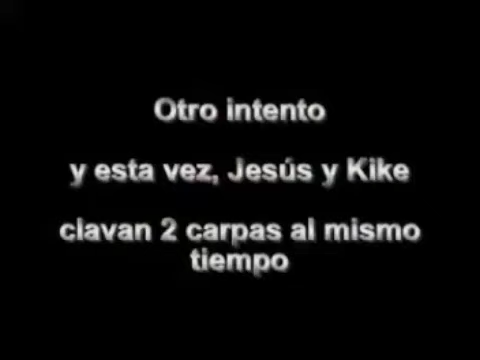 Otro intento
y esta vez, Jesús y Kike
clavan 2 carpas al mismo
tiempo